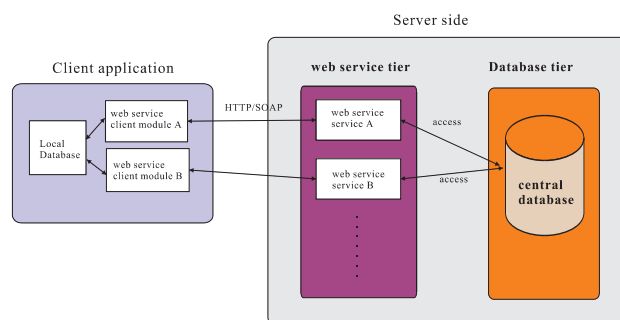 Server side
Client application
web service tier
Database tier
HTTP/SOAP
web service
client module A
web service
service A
access
Local
Database
web service
client module B
web service
service B
access
central
database